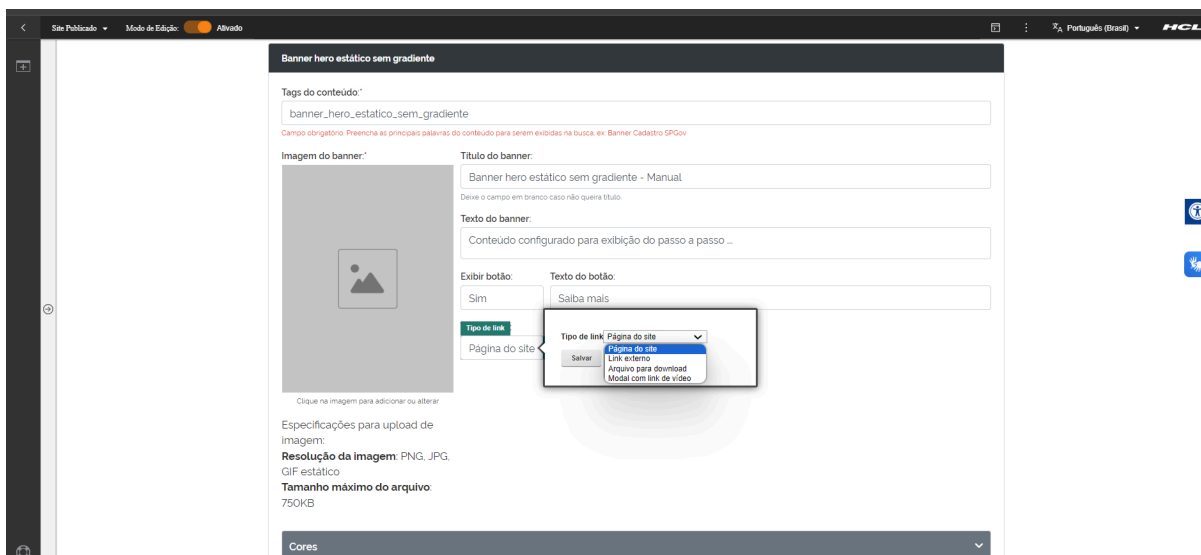 Site Publicado
Modo de Edição:
Ativado
Português (Brasil)
HCL
Banner hero estático sem gradiente
Tags do conteúdo:*
banner_hero_estatico_sem_gradiente
Campo obrigatório. Preencha as principais palavras do conteúdo para serem exibidas na busca. ex: Banner Cadastro SPGov
Imagem do banner:*
Título do banner:
Banner hero estático sem gradiente - Manual
Deixe o campo em branco caso não queira título.
Texto do banner:
Conteúdo configurado para exibição do passo a passo ...
Exibir botão:
Texto do botão:
Sim
Saiba mais
Tipo de link
Página do site
Tipo de link
Página do site
Página do site
Link externo
Arquivo para download
Modal com link de vídeo
Salvar
Clique na imagem para adicionar ou alterar
Especificações para upload de
imagem:
Resolução da imagem: PNG, JPG,
GIF estático
Tamanho máximo do arquivo:
750KB
Cores